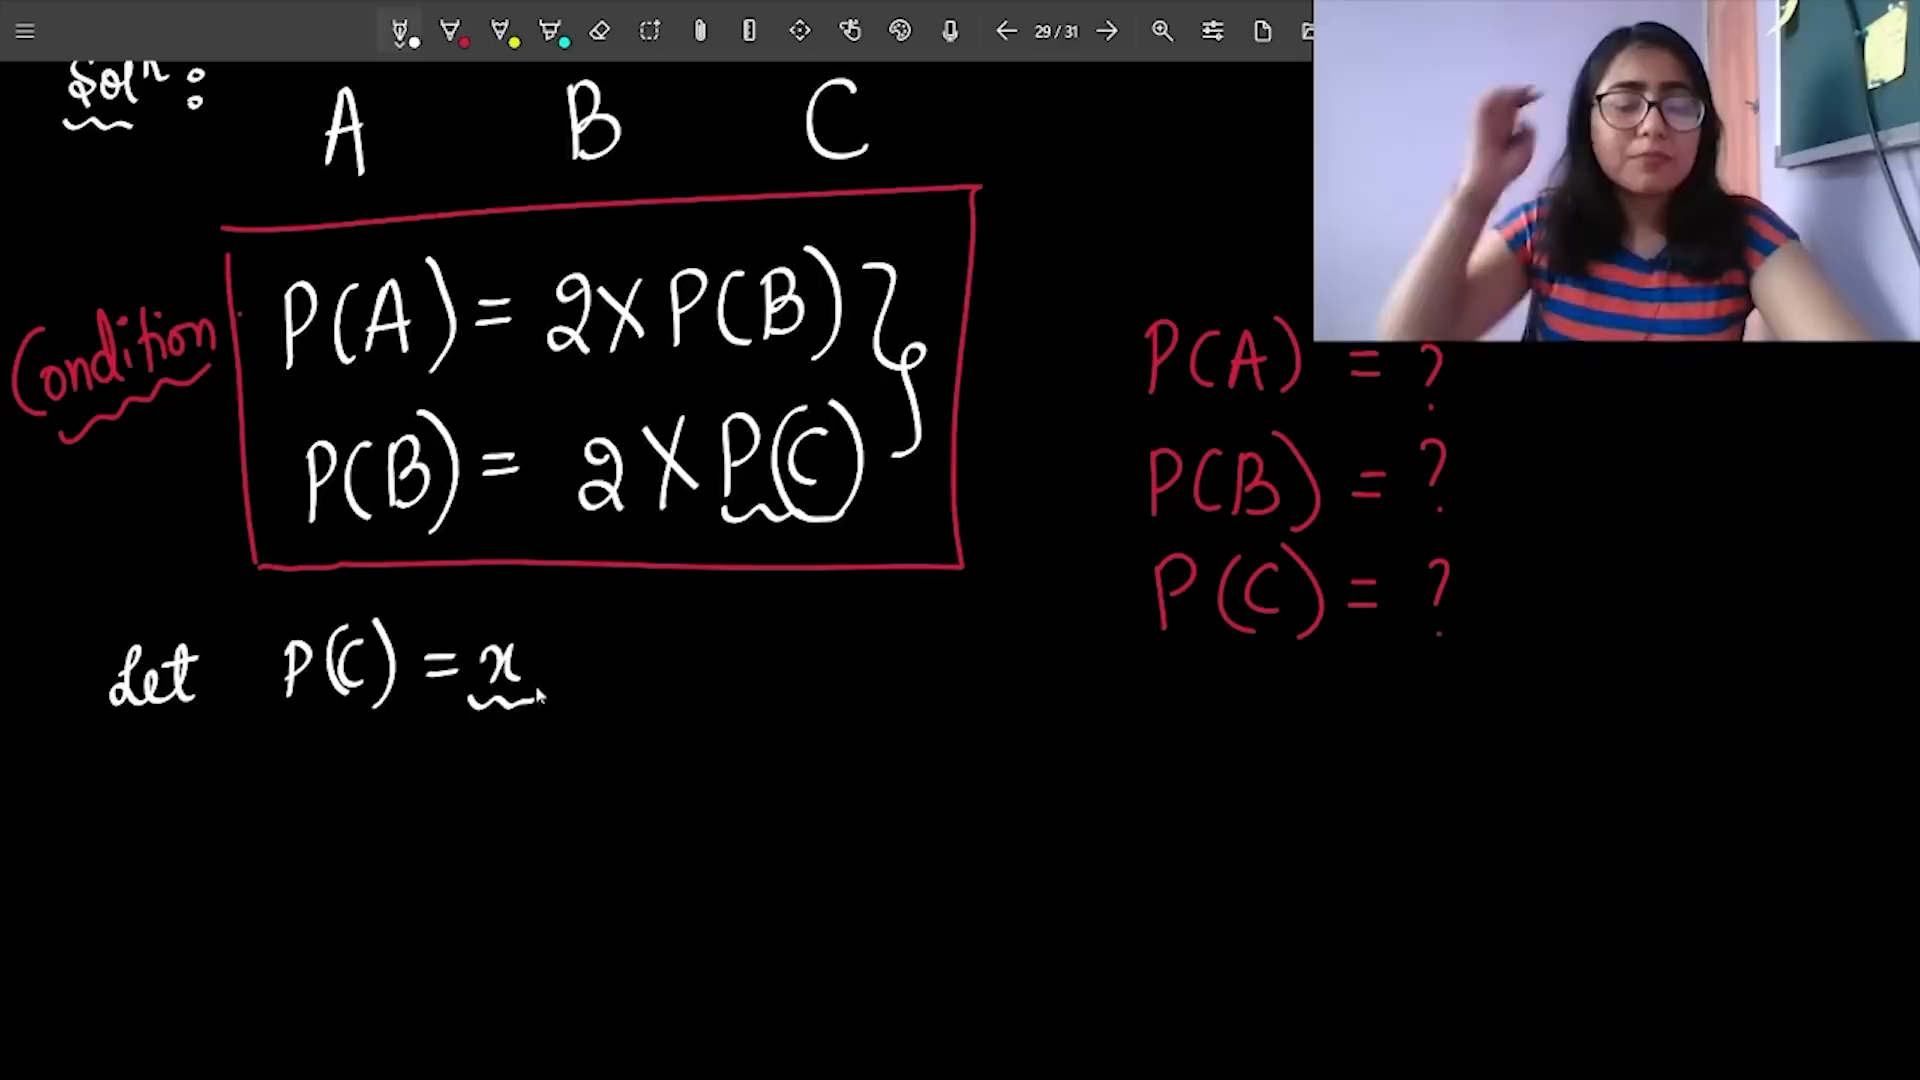 29 / 31
Solⁿ :
A B C
Condition
P(A) = 2 X P(B)
P(B) = 2 X P(C)
P(A) = ?
P(B) = ?
P(C) = ?
Let P(C) = x